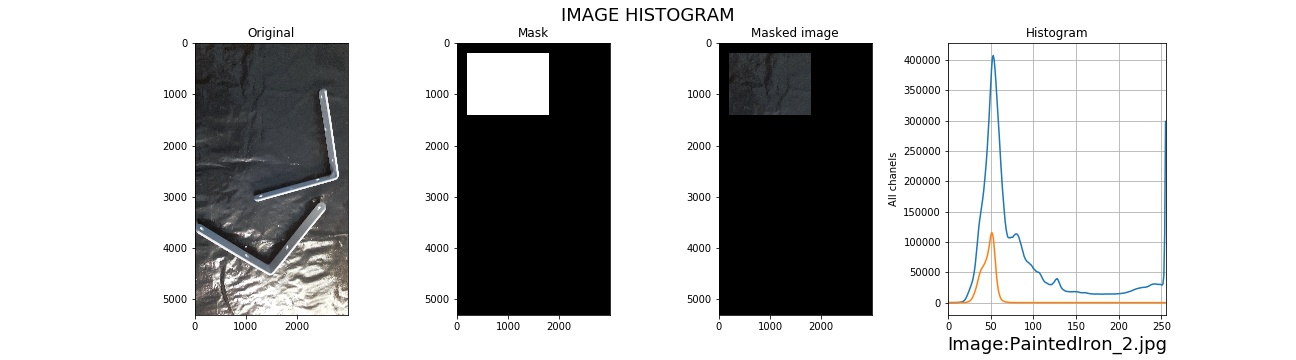 IMAGE HISTOGRAM
Original
Mask
Masked image
Histogram
0
1000
2000
3000
4000
5000
0 1000 2000
0
1000
2000
3000
4000
5000
0 1000 2000
0
1000
2000
3000
4000
5000
0 1000 2000
All chanels
400000
350000
300000
250000
200000
150000
100000
50000
0
0 50 100 150 200 250
Image:PaintedIron_2.jpg